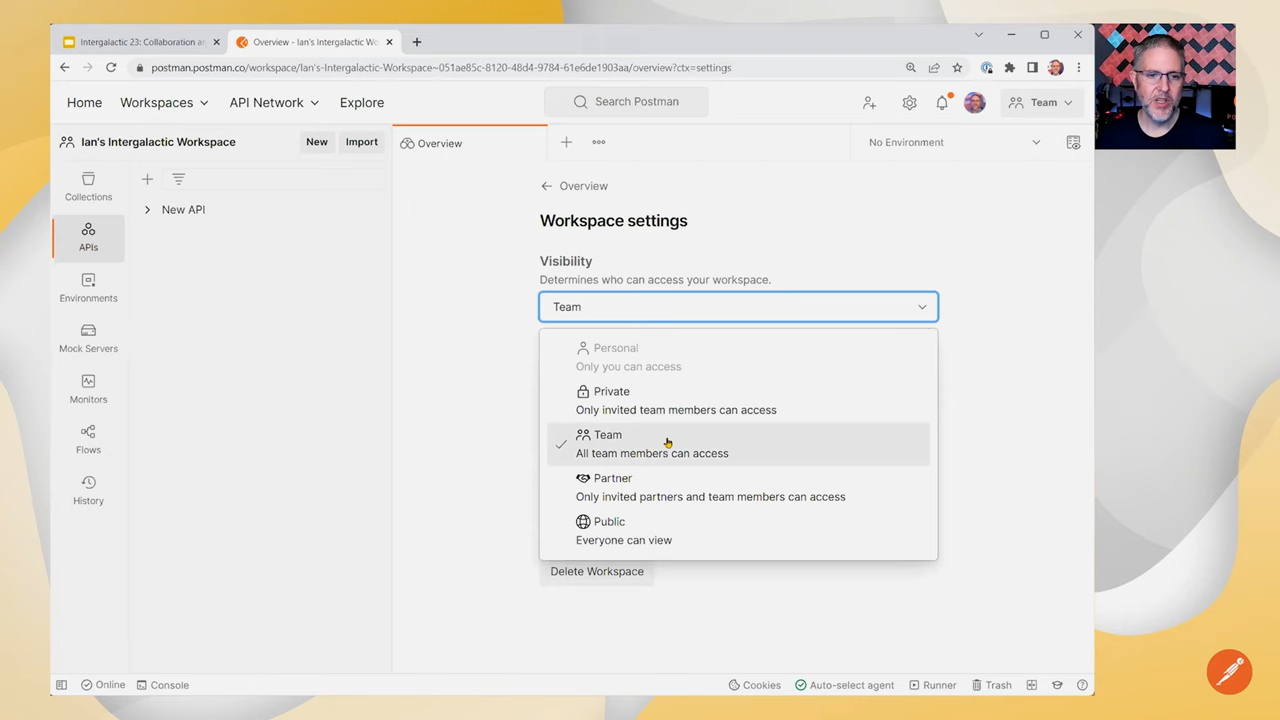 Intergalactic 23: Collaboration an
Overview - Ian's Intergalactic Wo
postman.postman.co/workspace/Ian's-Intergalactic-Workspace~051ae85c-8120-48d4-9784-61e6de1903aa/overview?ctx=settings
Home
Workspaces
API Network
Explore
Search Postman
Team
Ian's Intergalactic Workspace
New
Import
Overview
No Environment
Collections
APIs
Environments
Mock Servers
Monitors
Flows
History
New API
Overview
Workspace settings
Visibility
Determines who can access your workspace.
Team
Personal
Only you can access
Private
Only invited team members can access
Team
All team members can access
Partner
Only invited partners and team members can access
Public
Everyone can view
Delete Workspace
Online
Console
Cookies
Auto-select agent
Runner
Trash